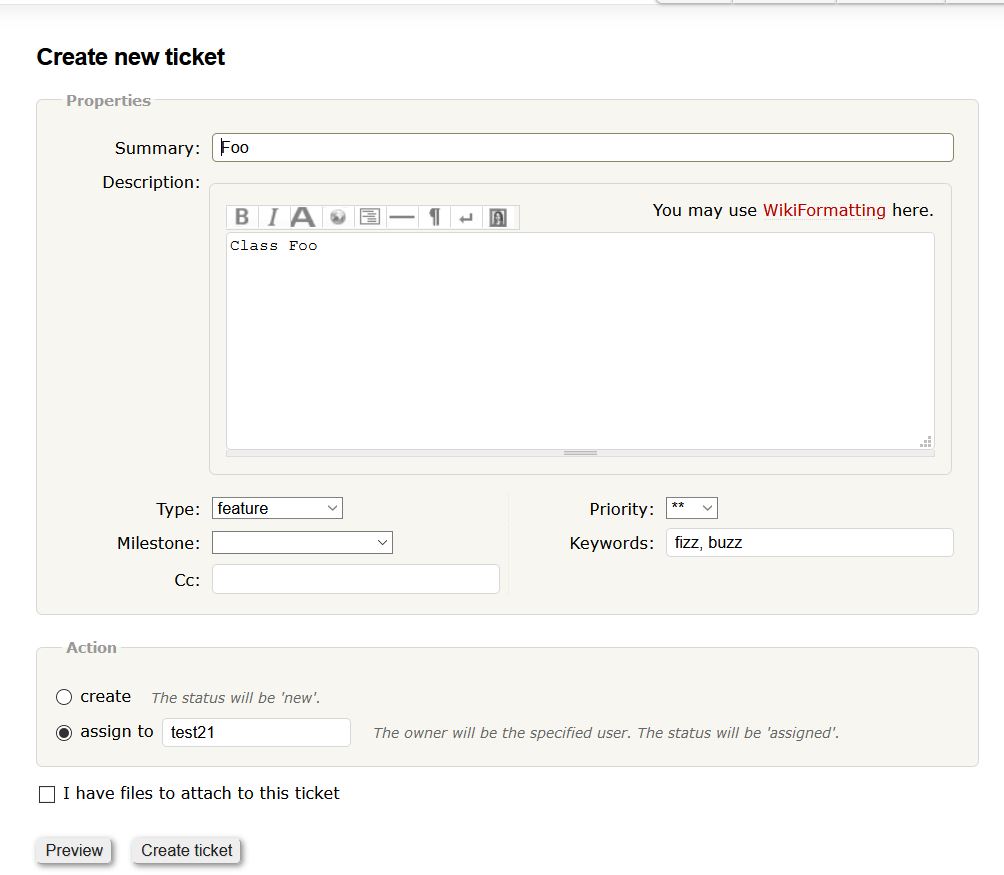 Create new ticket
Properties
Summary: Foo
Description:
B I A You may use WikiFormatting here.
Class Foo
Type: feature Priority: **
Milestone: Keywords: fizz, buzz
Cc:
Action
create The status will be 'new'.
assign to test21 The owner will be the specified user. The status will be 'assigned'.
I have files to attach to this ticket
Preview Create ticket